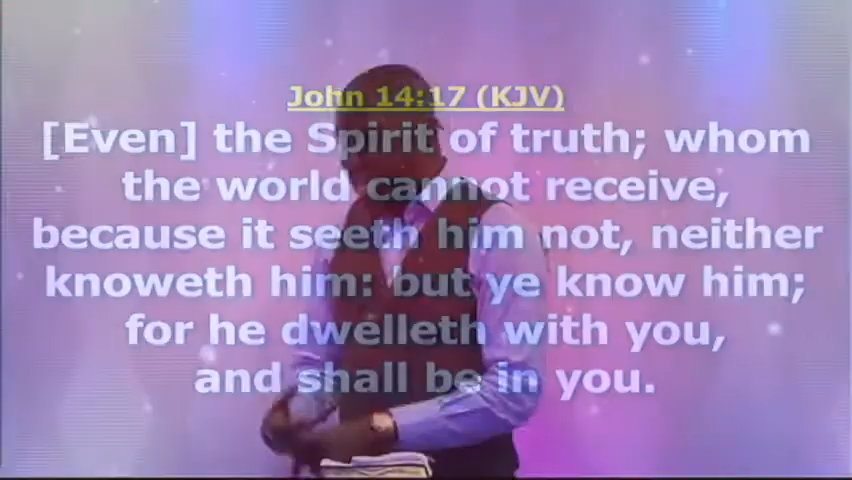 John 14:17 (KJV)
[Even] the Spirit of truth; whom
the world cannot receive,
because it seeth him not, neither
knoweth him: but ye know him;
for he dwelleth with you,
and shall be in you.